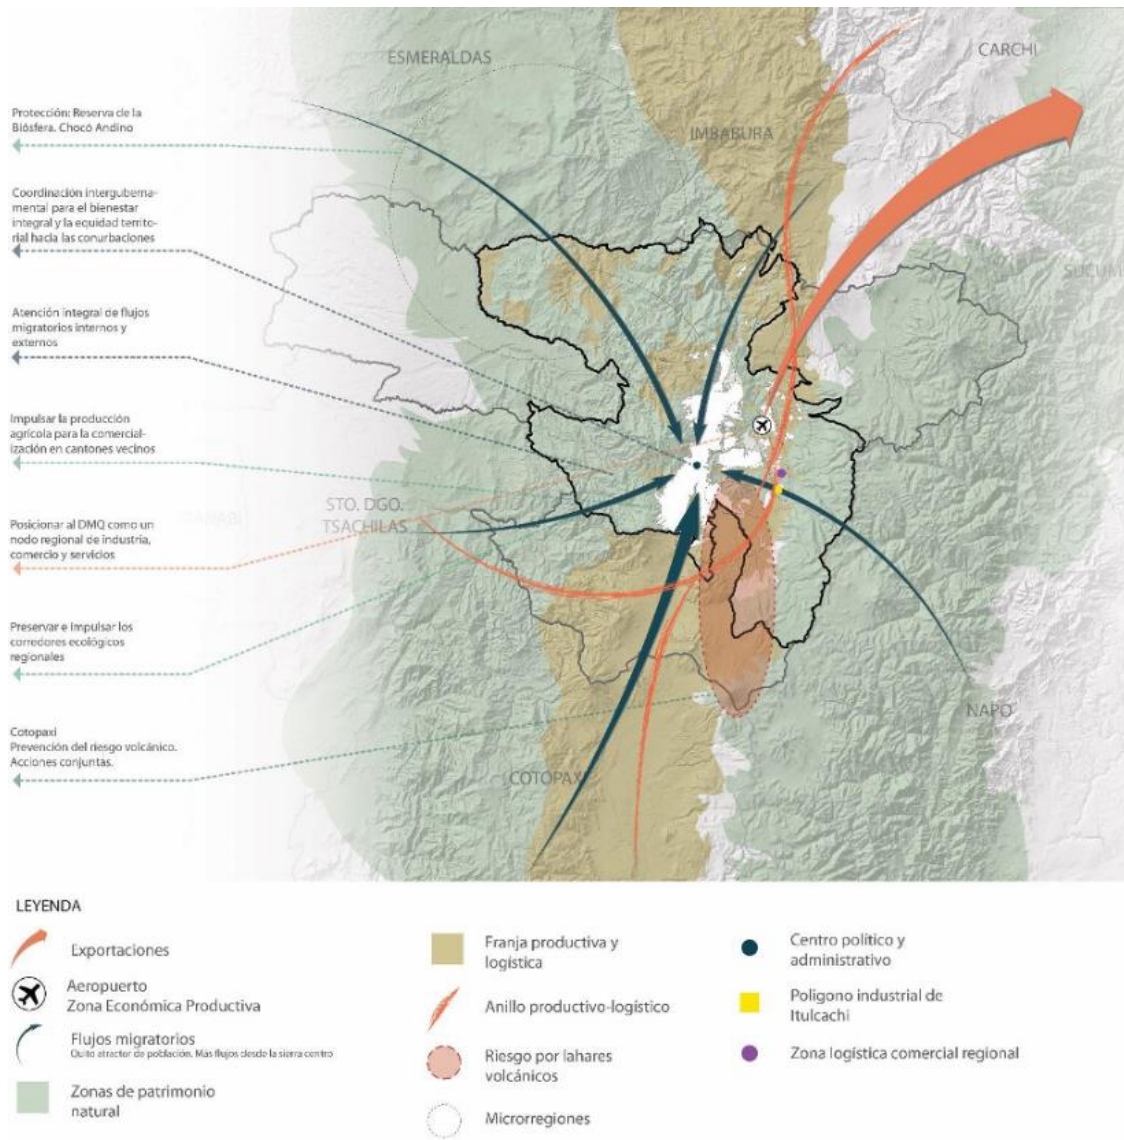 ESMERALDAS
CARCHI
IMBABURA
SUCUM
STO. DGO.
TSACHILAS
NAPO
COTOPAXI
Protección: Reserva de la
Biósfera. Chocó Andino
Coordinación interguberna-
mental para el bienestar
integral y la equidad territo-
rial hacia las conurbaciones
Atención integral de flujos
migratorios internos y
externos
Impulsar la producción
agrícola para la comercial-
ización en cantones vecinos
Posicionar al DMQ como un
nodo regional de industria,
comercio y servicios
Preservar e impulsar los
corredores ecológicos
regionales
Cotopaxi
Prevención del riesgo volcánico.
Acciones conjuntas.
LEYENDA
Exportaciones
Aeropuerto
Zona Económica Productiva
Flujos migratorios
Quito atractor de población. Más flujos desde la sierra centro
Zonas de patrimonio
natural
Franja productiva y
logística
Anillo productivo-logístico
Riesgo por lahares
volcánicos
Microrregiones
Centro político y
administrativo
Poligono industrial de
Itulcachi
Zona logística comercial regional